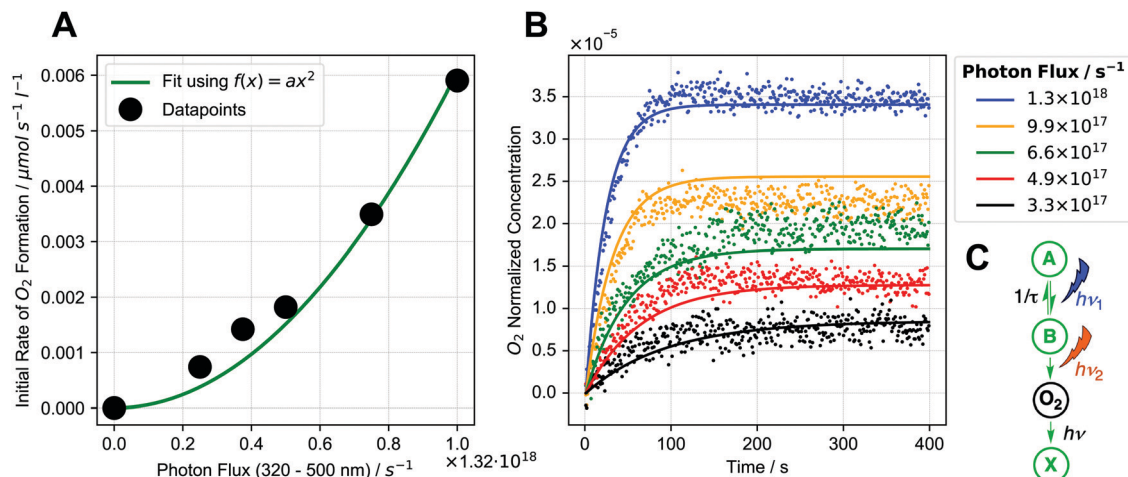 A
Initial Rate of O₂ Formation / μmol s⁻¹ l⁻¹
0.006
0.005
0.004
0.003
0.002
0.001
0.000
Fit using f(x) = ax²
Datapoints
0.0 0.2 0.4 0.6 0.8 1.0
Photon Flux (320 - 500 nm) / s⁻¹
×1.32·10¹⁸
B
×10⁻⁵
O₂ Normalized Concentration
3.5
3.0
2.5
2.0
1.5
1.0
0.5
0.0
0 100 200 300 400
Time / s
Photon Flux / s⁻¹
1.3×10¹⁸
9.9×10¹⁷
6.6×10¹⁷
4.9×10¹⁷
3.3×10¹⁷
C
A
1/τ
hν₁
B
hν₂
O₂
hν
X